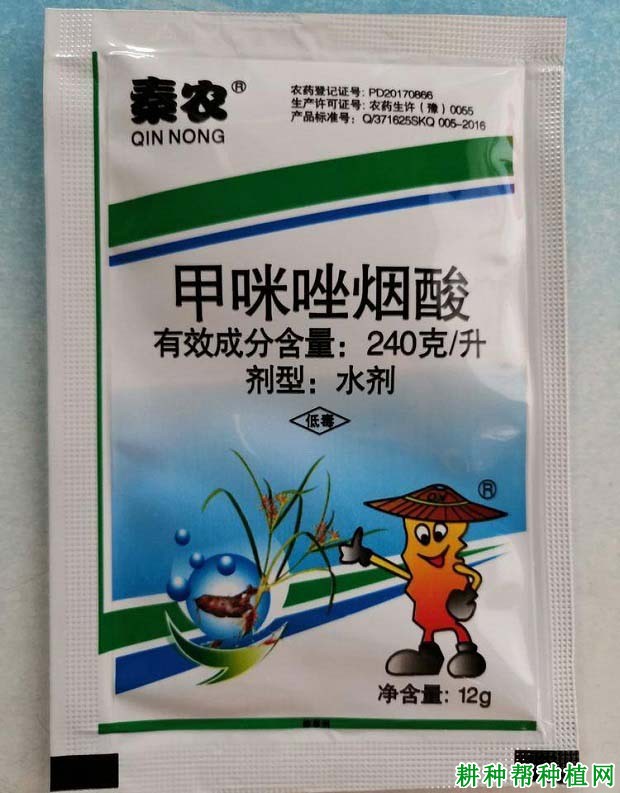 秦农®
QIN NONG
农药登记证号: PD20170866
生产许可证号: 农药生许(豫)0055
产品标准号: Q/371625SKQ 005-2016
甲咪唑烟酸
有效成分含量: 240克/升
剂型: 水剂
低毒
Q.N
®
净含量: 12g
耕种帮种植网